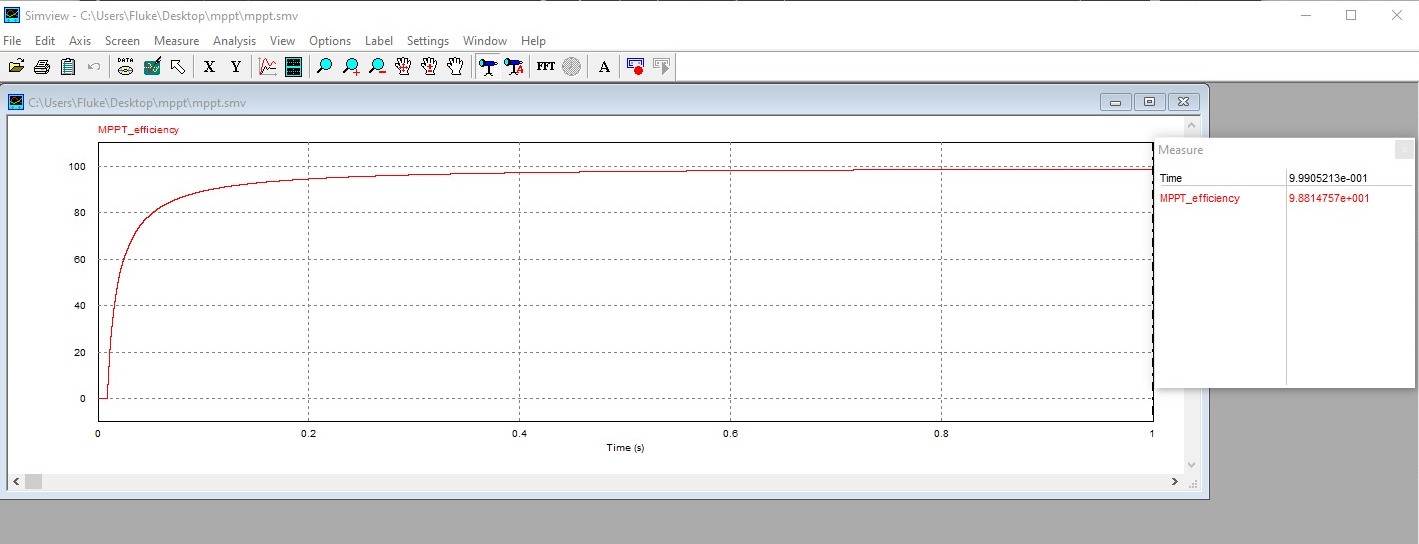 Simview - C:\Users\Fluke\Desktop\mppt\mppt.smv
File Edit Axis Screen Measure Analysis View Options Label Settings Window Help
DATA X Y FFT A
C:\Users\Fluke\Desktop\mppt\mppt.smv
MPPT_efficiency
100
80
60
40
20
0
0 0.2 0.4 0.6 0.8 1
Time (s)
Measure
Time 9.9905213e-001
MPPT_efficiency 9.8814757e+001